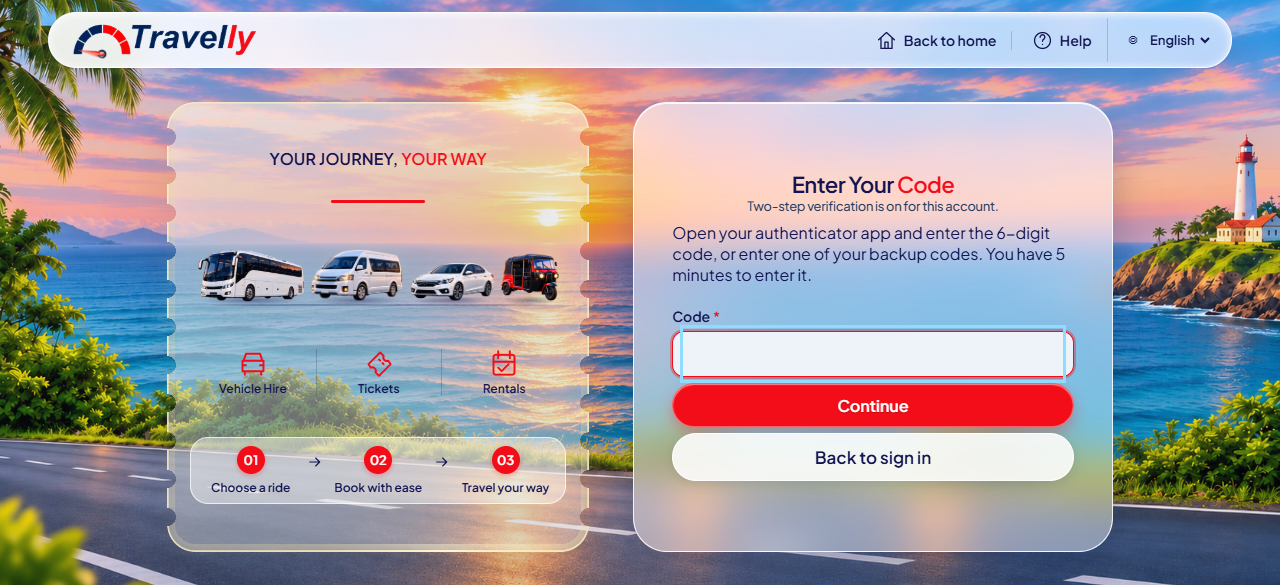 Travelly
Back to home
Help
English
YOUR JOURNEY, YOUR WAY
Vehicle Hire
Tickets
Rentals
01
02
03
Choose a ride
Book with ease
Travel your way
Enter Your Code
Two-step verification is on for this account.
Open your authenticator app and enter the 6-digit
code, or enter one of your backup codes. You have 5
minutes to enter it.
Code *
Continue
Back to sign in